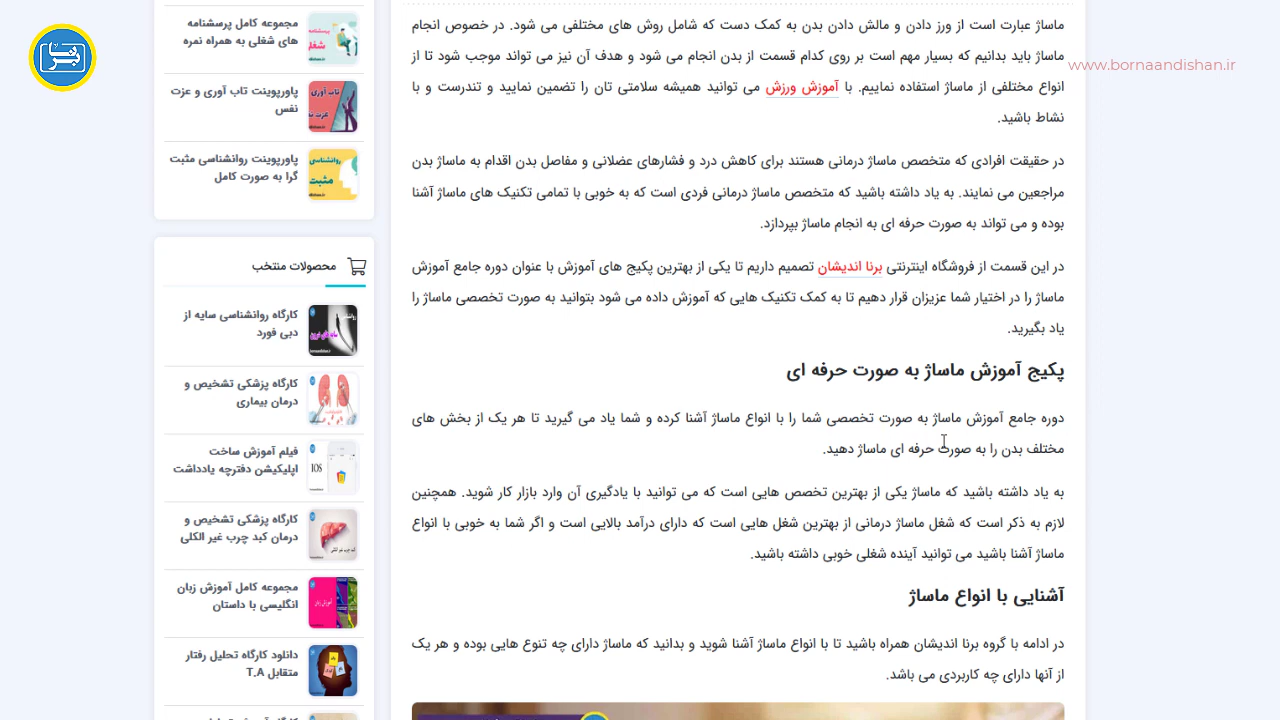 www.bornaandishan.ir
ماساژ عبارت است از ورز دادن و مالش دادن بدن به کمک دست که شامل روش های مختلفی می شود. در خصوص انجام
ماساژ باید بدانیم که بسیار مهم است بر روی کدام قسمت از بدن انجام می شود و هدف آن نیز می تواند موجب شود تا از
انواع مختلفی از ماساژ استفاده نماییم. با آموزش ورزش می توانید همیشه سلامتی تان را تضمین نمایید و تندرست و با
نشاط باشید.
در حقیقت افرادی که متخصص ماساژ درمانی هستند برای کاهش درد و فشارهای عضلانی و مفاصل بدن اقدام به ماساژ بدن
مراجعین می نمایند. به یاد داشته باشید که متخصص ماساژ درمانی فردی است که به خوبی با تمامی تکنیک های ماساژ آشنا
بوده و می تواند به صورت حرفه ای به انجام ماساژ بپردازد.
در این قسمت از فروشگاه اینترنتی برنا اندیشان تصمیم داریم تا یکی از بهترین پکیج های آموزش با عنوان دوره جامع آموزش
ماساژ را در اختیار شما عزیزان قرار دهیم تا به کمک تکنیک هایی که آموزش داده می شود بتوانید به صورت تخصصی ماساژ را
یاد بگیرید.
پکیج آموزش ماساژ به صورت حرفه ای
دوره جامع آموزش ماساژ به صورت تخصصی شما را با انواع ماساژ آشنا کرده و شما یاد می گیرید تا هر یک از بخش های
مختلف بدن را به صورت حرفه ای ماساژ دهید.
به یاد داشته باشید که ماساژ یکی از بهترین تخصص هایی است که می توانید با یادگیری آن وارد بازار کار شوید. همچنین
لازم به ذکر است که شغل ماساژ درمانی از بهترین شغل هایی است که دارای درآمد بالایی است و اگر شما به خوبی با انواع
ماساژ آشنا باشید می توانید آینده شغلی خوبی داشته باشید.
آشنایی با انواع ماساژ
در ادامه با گروه برنا اندیشان همراه باشید تا با انواع ماساژ آشنا شوید و بدانید که ماساژ دارای چه تنوع هایی بوده و هر یک
از آنها دارای چه کاربردی می باشد.
مجموعه کامل پرسشنامه
های شغلی به همراه نمره
پاورپوینت تاب آوری و عزت
نفس
پاورپوینت روانشناسی مثبت
گرا به صورت کامل
محصولات منتخب
کارگاه روانشناسی سایه از
دبی فورد
کارگاه پزشکی تشخیص و
درمان بیماری
فیلم آموزش ساخت
اپلیکیشن دفترچه یادداشت
IOS
کارگاه پزشکی تشخیص و
درمان کبد چرب غیر الکلی
مجموعه کامل آموزش زبان
انگلیسی با داستان
دانلود کارگاه تحلیل رفتار
متقابل T.A